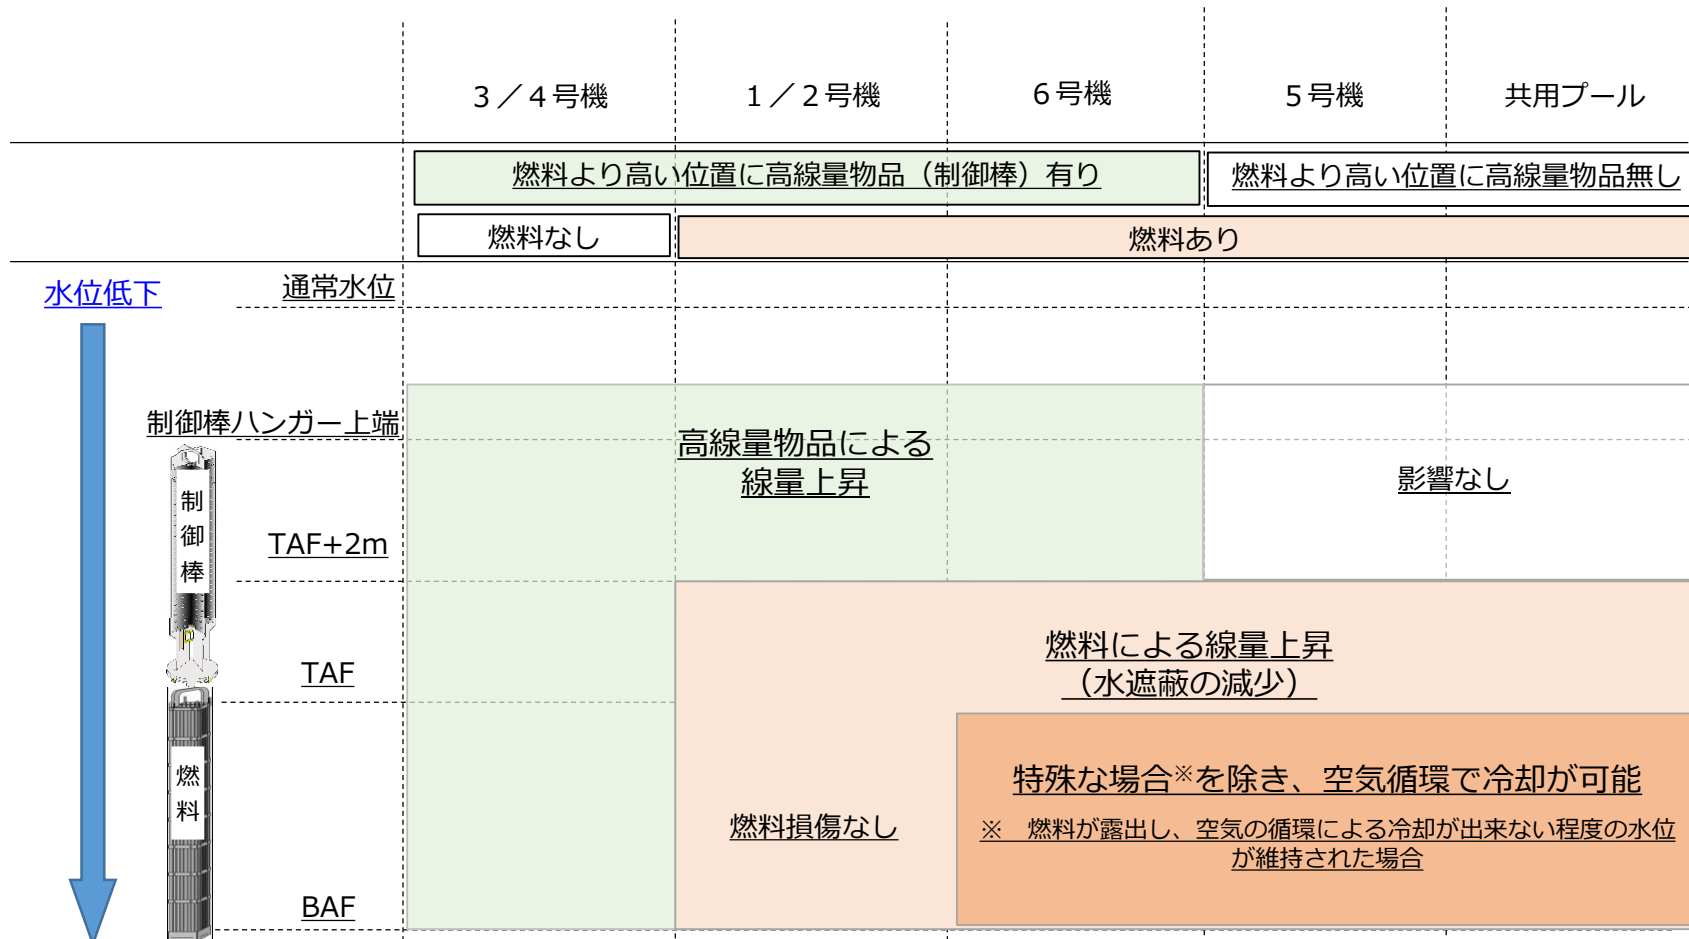 3／4号機
1／2号機
6号機
5号機
共用プール
燃料より高い位置に高線量物品（制御棒）有り
燃料より高い位置に高線量物品無し
燃料なし
燃料あり
水位低下
通常水位
制御棒ハンガー上端
高線量物品による
線量上昇
影響なし
制
御
棒
TAF+2m
燃料による線量上昇
（水遮蔽の減少）
TAF
燃
料
特殊な場合※を除き、空気循環で冷却が可能
燃料損傷なし
※　燃料が露出し、空気の循環による冷却が出来ない程度の水位
が維持された場合
BAF